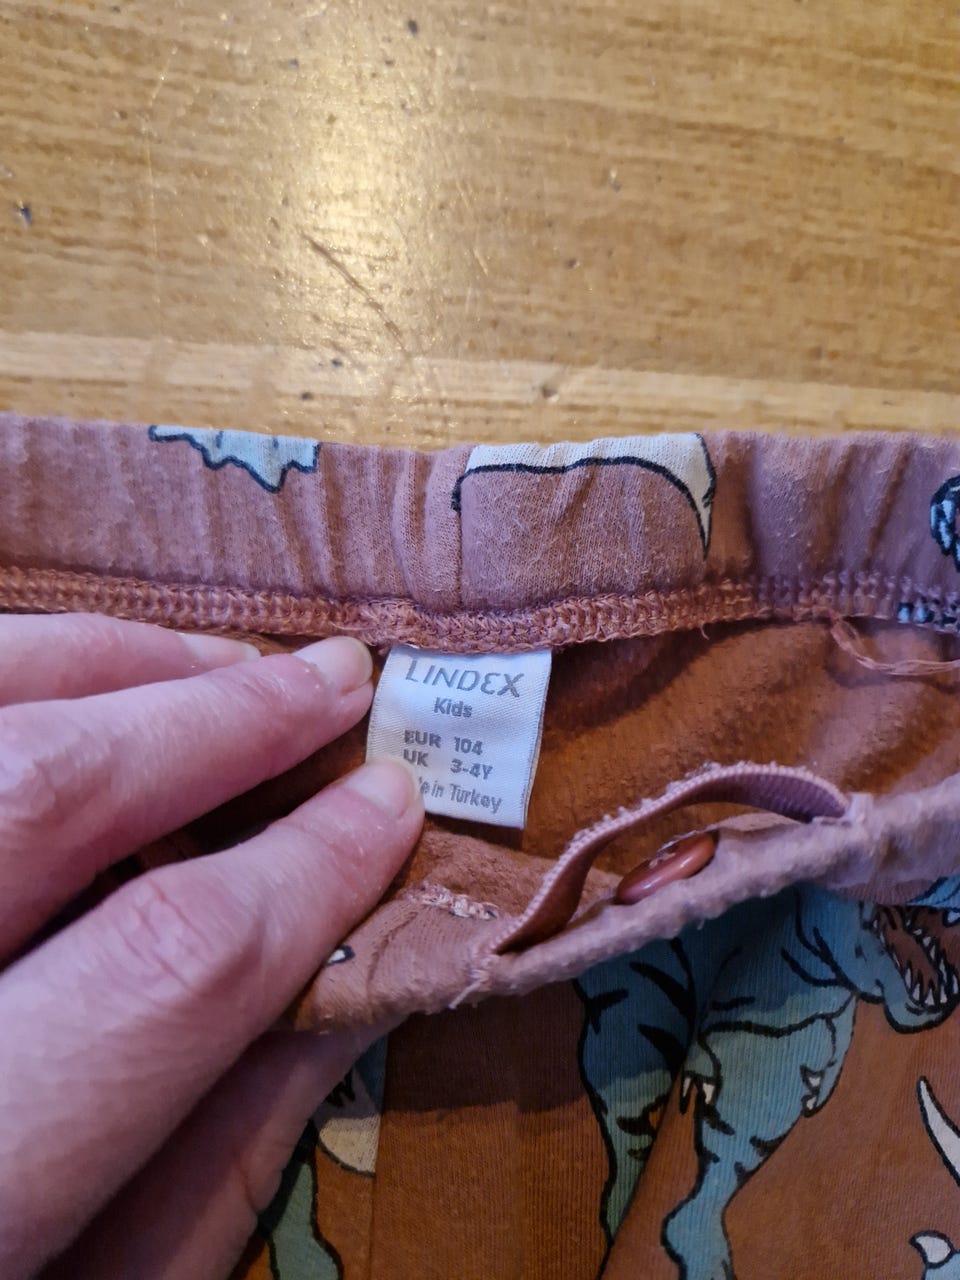 LINDEX
Kids
EUR 104
UK 3-4Y
in Turkey